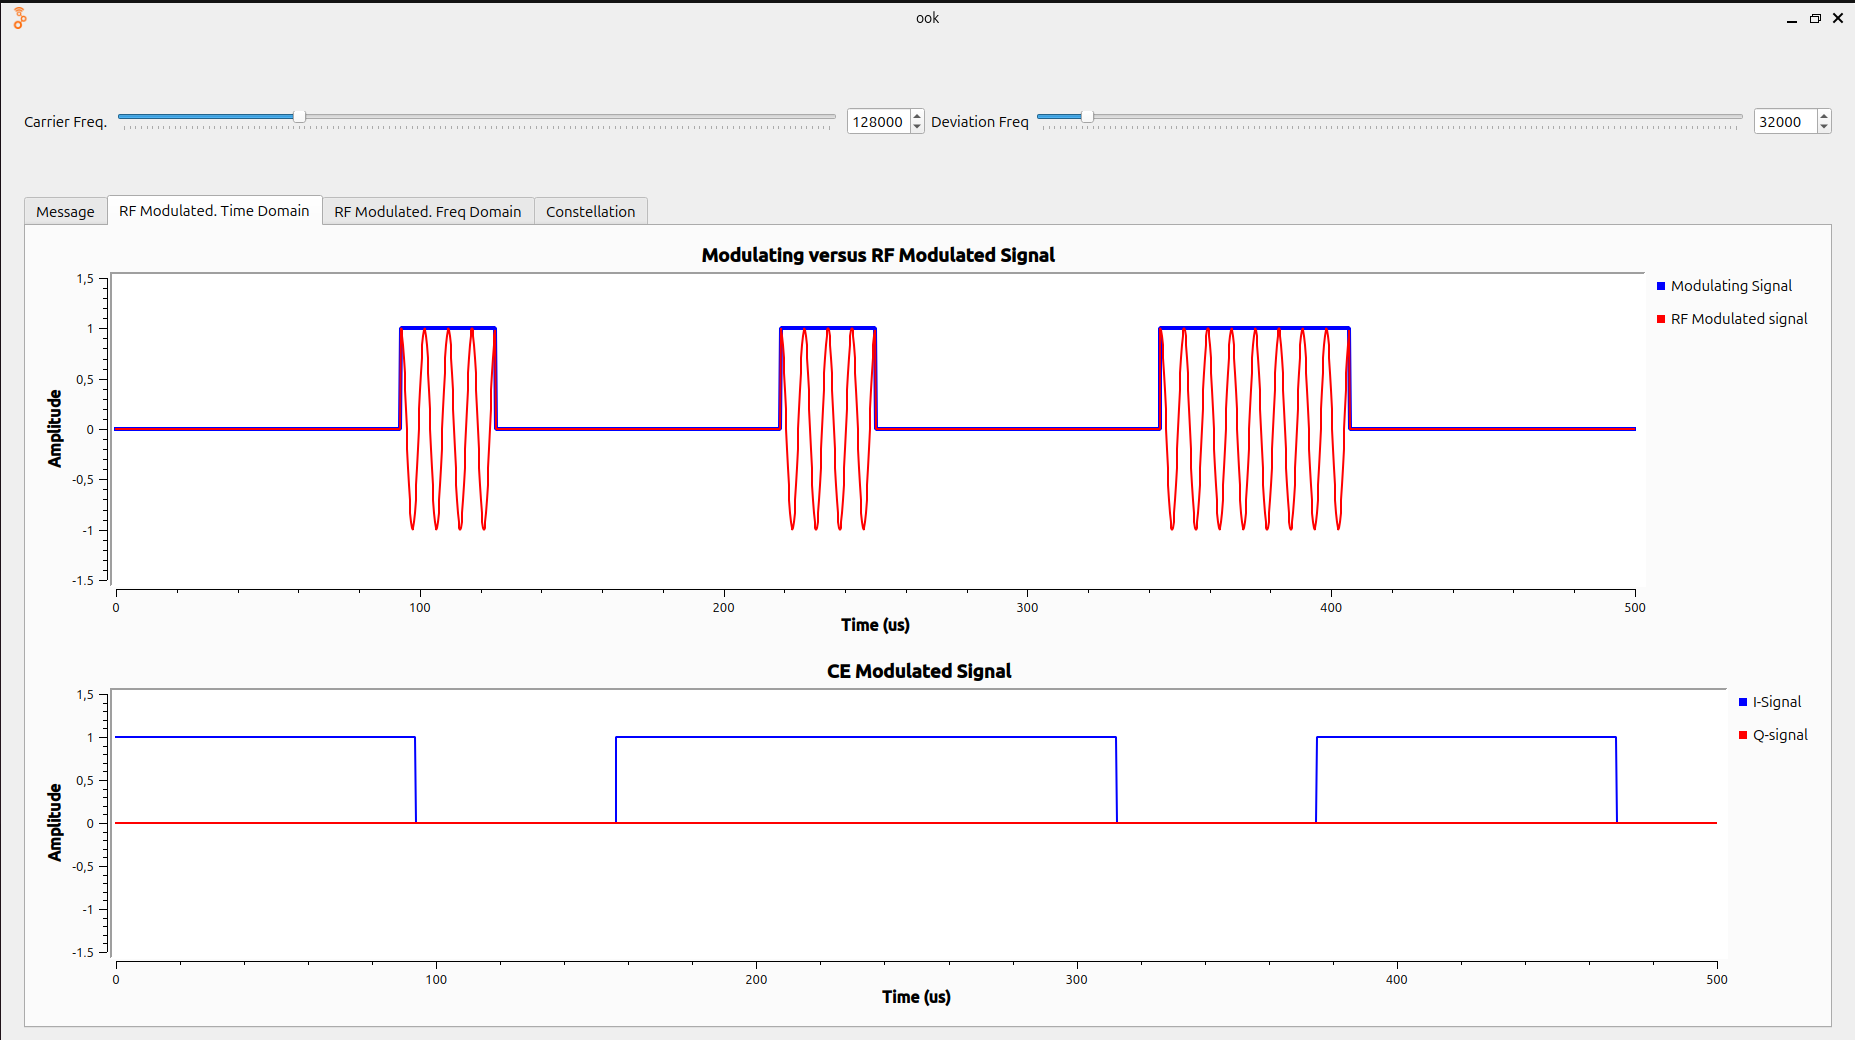 ook
Carrier Freq. 128000 Deviation Freq 32000
Message RF Modulated. Time Domain RF Modulated. Freq Domain Constellation
Modulating versus RF Modulated Signal
1,5
1
0,5
0
-0,5
-1
-1.5
Amplitude
0 100 200 300 400 500
Time (us)
Modulating Signal
RF Modulated signal
CE Modulated Signal
1,5
1
0,5
0
-0,5
-1
-1.5
Amplitude
0 100 200 300 400 500
Time (us)
I-Signal
Q-signal